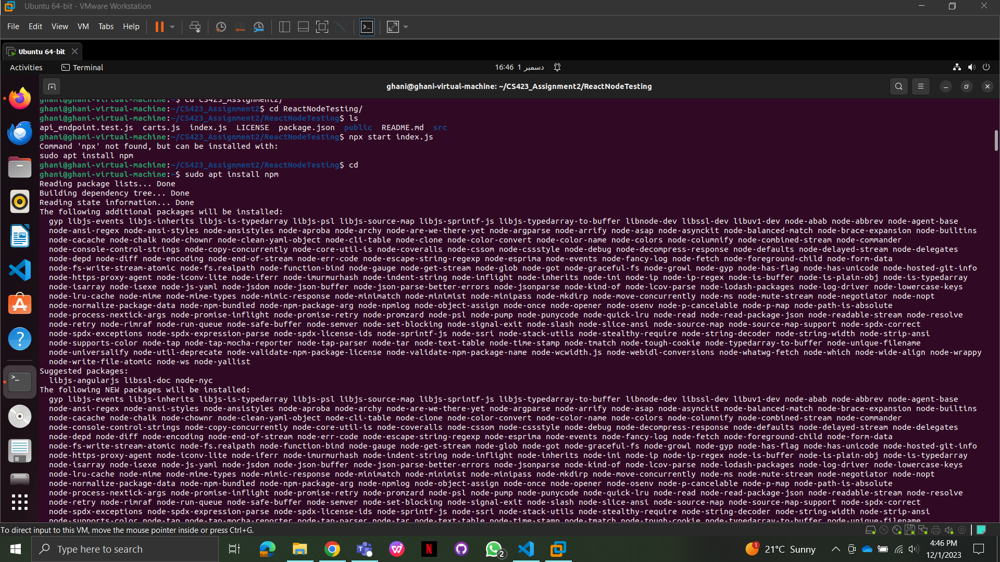 Ubuntu 64-bit - VMware Workstation
File Edit View VM Tabs Help
Ubuntu 64-bit
Activities Terminal 16:46 1 دسمبر
ghani@ghani-virtual-machine: ~/CS423_Assignment2/ReactNodeTesting
ghani@ghani-virtual-machine:~$ cd CS423_Assignment2/
ghani@ghani-virtual-machine:~/CS423_Assignment2$ cd ReactNodeTesting/
ghani@ghani-virtual-machine:~/CS423_Assignment2/ReactNodeTesting$ ls
api_endpoint.test.js carts.js index.js LICENSE package.json public README.md src
ghani@ghani-virtual-machine:~/CS423_Assignment2/ReactNodeTesting$ npx start index.js
Command 'npx' not found, but can be installed with:
sudo apt install npm
ghani@ghani-virtual-machine:~/CS423_Assignment2/ReactNodeTesting$ cd
ghani@ghani-virtual-machine:~$ sudo apt install npm
Reading package lists... Done
Building dependency tree... Done
Reading state information... Done
The following additional packages will be installed:
gyp libjs-events libjs-inherits libjs-is-typedarray libjs-psl libjs-source-map libjs-sprintf-js libjs-typedarray-to-buffer libnode-dev libssl-dev libuv1-dev node-abab node-abbrev node-agent-base
node-ansi-regex node-ansi-styles node-ansistyles node-aproba node-archy node-are-we-there-yet node-argparse node-arrify node-asap node-asynckit node-balanced-match node-brace-expansion node-builtins
node-cacache node-chalk node-chownr node-clean-yaml-object node-cli-table node-clone node-color-convert node-color-name node-colors node-columnify node-combined-stream node-commander
node-console-control-strings node-copy-concurrently node-core-util-is node-coveralls node-cssom node-cssstyle node-debug node-decompress-response node-defaults node-delayed-stream node-delegates
node-depd node-diff node-encoding node-end-of-stream node-err-code node-escape-string-regexp node-esprima node-events node-fancy-log node-fetch node-foreground-child node-form-data
node-fs-write-stream-atomic node-fs.realpath node-function-bind node-gauge node-get-stream node-glob node-got node-graceful-fs node-growl node-gyp node-has-flag node-has-unicode node-hosted-git-info
node-https-proxy-agent node-iconv-lite node-iferr node-imurmurhash node-indent-string node-inflight node-inherits node-ini node-ip node-ip-regex node-is-buffer node-is-plain-obj node-is-typedarray
node-isarray node-isexe node-js-yaml node-jsdom node-json-buffer node-json-parse-better-errors node-jsonparse node-kind-of node-lcov-parse node-lodash-packages node-log-driver node-lowercase-keys
node-lru-cache node-mime node-mime-types node-mimic-response node-minimatch node-minimist node-minipass node-mkdirp node-move-concurrently node-ms node-mute-stream node-negotiator node-nopt
node-normalize-package-data node-npm-bundled node-npm-package-arg node-npmlog node-object-assign node-once node-opener node-osenv node-p-cancelable node-p-map node-path-is-absolute
node-process-nextick-args node-promise-inflight node-promise-retry node-promzard node-psl node-pump node-punycode node-quick-lru node-read node-read-package-json node-readable-stream node-resolve
node-retry node-rimraf node-run-queue node-safe-buffer node-semver node-set-blocking node-signal-exit node-slash node-slice-ansi node-source-map node-source-map-support node-spdx-correct
node-spdx-exceptions node-spdx-expression-parse node-spdx-license-ids node-sprintf-js node-ssri node-stack-utils node-stealthy-require node-string-decoder node-string-width node-strip-ansi
node-supports-color node-tap node-tap-mocha-reporter node-tap-parser node-tar node-text-table node-time-stamp node-tmatch node-tough-cookie node-typedarray-to-buffer node-unique-filename
node-universalify node-util-deprecate node-validate-npm-package-license node-validate-npm-package-name node-wcwidth.js node-webidl-conversions node-whatwg-fetch node-which node-wide-align node-wrappy
node-write-file-atomic node-ws node-yallist
Suggested packages:
libjs-angularjs libssl-doc node-nyc
The following NEW packages will be installed:
gyp libjs-events libjs-inherits libjs-is-typedarray libjs-psl libjs-source-map libjs-sprintf-js libjs-typedarray-to-buffer libnode-dev libssl-dev libuv1-dev node-abab node-abbrev node-agent-base
node-ansi-regex node-ansi-styles node-ansistyles node-aproba node-archy node-are-we-there-yet node-argparse node-arrify node-asap node-asynckit node-balanced-match node-brace-expansion node-builtins
node-cacache node-chalk node-chownr node-clean-yaml-object node-cli-table node-clone node-color-convert node-color-name node-colors node-columnify node-combined-stream node-commander
node-console-control-strings node-copy-concurrently node-core-util-is node-coveralls node-cssom node-cssstyle node-debug node-decompress-response node-defaults node-delayed-stream node-delegates
node-depd node-diff node-encoding node-end-of-stream node-err-code node-escape-string-regexp node-esprima node-events node-fancy-log node-fetch node-foreground-child node-form-data
node-fs-write-stream-atomic node-fs.realpath node-function-bind node-gauge node-get-stream node-glob node-got node-graceful-fs node-growl node-gyp node-has-flag node-has-unicode node-hosted-git-info
node-https-proxy-agent node-iconv-lite node-iferr node-imurmurhash node-indent-string node-inflight node-inherits node-ini node-ip node-ip-regex node-is-buffer node-is-plain-obj node-is-typedarray
node-isarray node-isexe node-js-yaml node-jsdom node-json-buffer node-json-parse-better-errors node-jsonparse node-kind-of node-lcov-parse node-lodash-packages node-log-driver node-lowercase-keys
node-lru-cache node-mime node-mime-types node-mimic-response node-minimatch node-minimist node-minipass node-mkdirp node-move-concurrently node-ms node-mute-stream node-negotiator node-nopt
node-normalize-package-data node-npm-bundled node-npm-package-arg node-npmlog node-object-assign node-once node-opener node-osenv node-p-cancelable node-p-map node-path-is-absolute
node-process-nextick-args node-promise-inflight node-promise-retry node-promzard node-psl node-pump node-punycode node-quick-lru node-read node-read-package-json node-readable-stream node-resolve
node-retry node-rimraf node-run-queue node-safe-buffer node-semver node-set-blocking node-signal-exit node-slash node-slice-ansi node-source-map node-source-map-support node-spdx-correct
node-spdx-exceptions node-spdx-expression-parse node-spdx-license-ids node-sprintf-js node-ssri node-stack-utils node-stealthy-require node-string-decoder node-string-width node-strip-ansi
node-supports-color node-tap node-tap-mocha-reporter node-tap-parser node-tar node-text-table node-time-stamp node-tmatch node-tough-cookie node-typedarray-to-buffer node-unique-filename
To direct input to this VM, move the mouse pointer inside or press Ctrl+G.
Type here to search
2
1
21°C Sunny
4:46 PM
12/1/2023